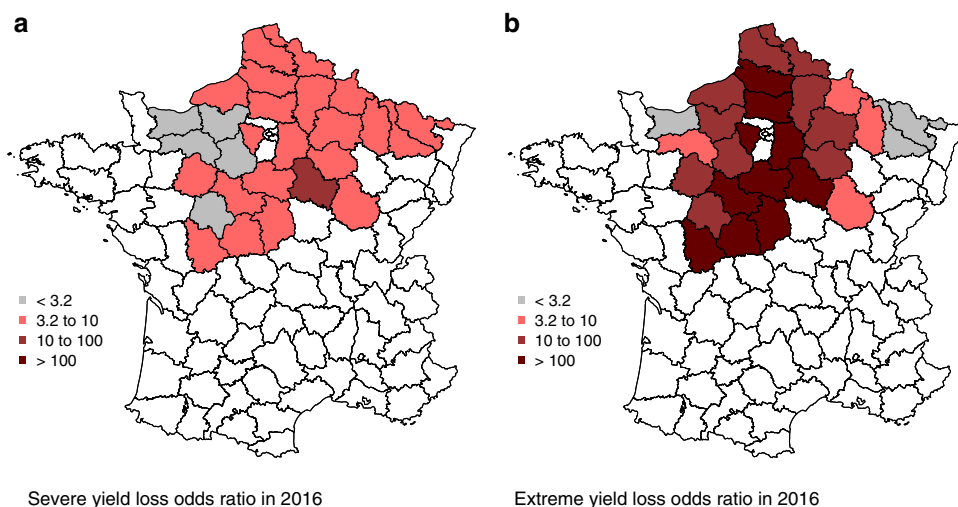 a
b
< 3.2
3.2 to 10
10 to 100
> 100
< 3.2
3.2 to 10
10 to 100
> 100
Severe yield loss odds ratio in 2016
Extreme yield loss odds ratio in 2016